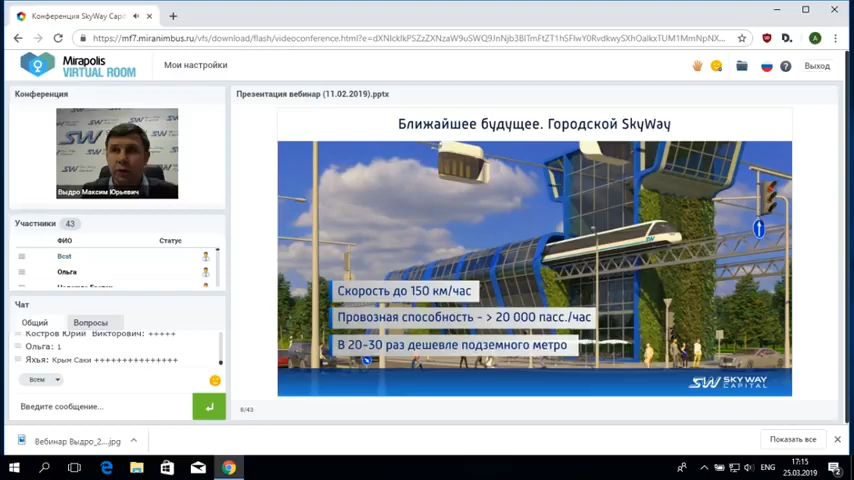 Конференция SkyWay Capit
https://mf7.miranimbus.ru/vfs/download/flash/videoconference.html?e=
Mirapolis
VIRTUAL ROOM
Мои настройки
Выход
Конференция
Выдро Максим Юрьевич
Участники 43
ФИО Статус
Ольга
Чат
Общий Вопросы
Костров Юрий Викторович: +++++
Ольга: 1
Яхья: Крым Саки +++++++++++++++
Всем
Введите сообщение...
Презентация вебинар (11.02.2019).pptx
Ближайшее будущее. Городской SkyWay
Скорость до 150 км/час
Провозная способность - > 20 000 пасс./час
В 20-30 раз дешевле подземного метро
SW SKY WAY
CAPITAL
Вебинар Выдро_2....jpg
Показать все
ENG
17:15
25.03.2019